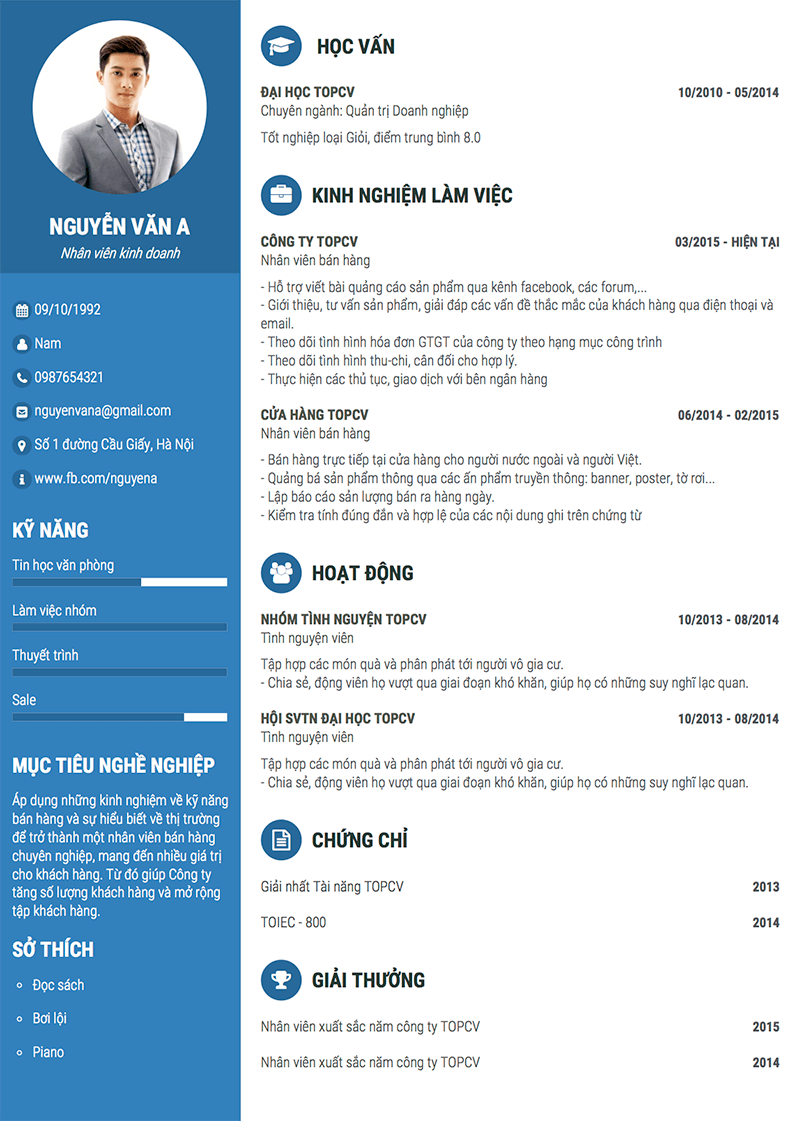 NGUYỄN VĂN A
Nhân viên kinh doanh
09/10/1992
Nam
0987654321
nguyenvana@gmail.com
Số 1 đường Cầu Giấy, Hà Nội
www.fb.com/nguyena
KỸ NĂNG
Tin học văn phòng
Làm việc nhóm
Thuyết trình
Sale
MỤC TIÊU NGHỀ NGHIỆP
Áp dụng những kinh nghiệm về kỹ năng
bán hàng và sự hiểu biết về thị trường
để trở thành một nhân viên bán hàng
chuyên nghiệp, mang đến nhiều giá trị
cho khách hàng. Từ đó giúp Công ty
tăng số lượng khách hàng và mở rộng
tập khách hàng.
SỞ THÍCH
Đọc sách
Bơi lội
Piano
HỌC VẤN
ĐẠI HỌC TOPCV 10/2010 - 05/2014
Chuyên ngành: Quản trị Doanh nghiệp
Tốt nghiệp loại Giỏi, điểm trung bình 8.0
KINH NGHIỆM LÀM VIỆC
CÔNG TY TOPCV 03/2015 - HIỆN TẠI
Nhân viên bán hàng
- Hỗ trợ viết bài quảng cáo sản phẩm qua kênh facebook, các forum,...
- Giới thiệu, tư vấn sản phẩm, giải đáp các vấn đề thắc mắc của khách hàng qua điện thoại và
email.
- Theo dõi tình hình hóa đơn GTGT của công ty theo hạng mục công trình
- Theo dõi tình hình thu-chi, cân đối cho hợp lý.
- Thực hiện các thủ tục, giao dịch với bên ngân hàng
CỬA HÀNG TOPCV 06/2014 - 02/2015
Nhân viên bán hàng
- Bán hàng trực tiếp tại cửa hàng cho người nước ngoài và người Việt.
- Quảng bá sản phẩm thông qua các ấn phẩm truyền thông: banner, poster, tờ rơi...
- Lập báo cáo sản lượng bán ra hàng ngày.
- Kiểm tra tính đúng đắn và hợp lệ của các nội dung ghi trên chứng từ
HOẠT ĐỘNG
NHÓM TÌNH NGUYỆN TOPCV 10/2013 - 08/2014
Tình nguyện viên
Tập hợp các món quà và phân phát tới người vô gia cư.
- Chia sẻ, động viên họ vượt qua giai đoạn khó khăn, giúp họ có những suy nghĩ lạc quan.
HỘI SVTN ĐẠI HỌC TOPCV 10/2013 - 08/2014
Tình nguyện viên
Tập hợp các món quà và phân phát tới người vô gia cư.
- Chia sẻ, động viên họ vượt qua giai đoạn khó khăn, giúp họ có những suy nghĩ lạc quan.
CHỨNG CHỈ
Giải nhất Tài năng TOPCV 2013
TOIEC - 800 2014
GIẢI THƯỞNG
Nhân viên xuất sắc năm công ty TOPCV 2015
Nhân viên xuất sắc năm công ty TOPCV 2014